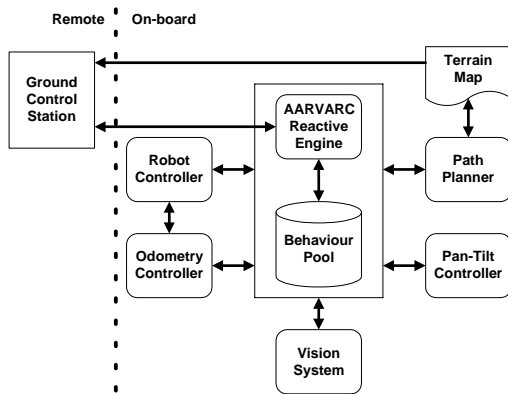 Remote
On-board
Ground
Control
Station
Terrain
Map
AARVARC
Reactive
Engine
Robot
Controller
Path
Planner
Odometry
Controller
Behaviour
Pool
Pan-Tilt
Controller
Vision
System